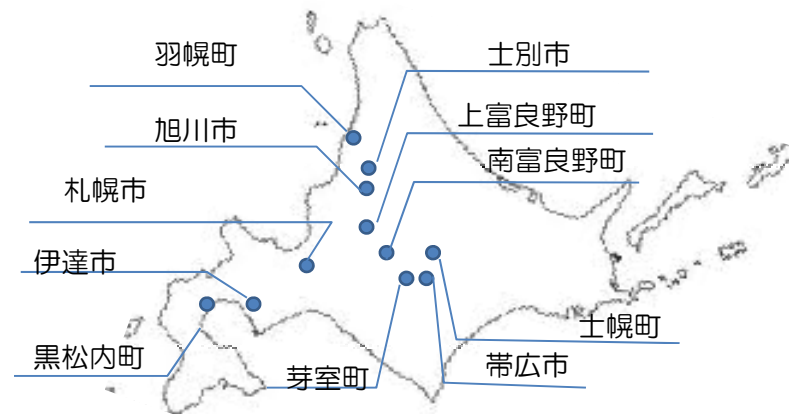 羽幌町
士別市
上富良野町
旭川市
南富良野町
札幌市
伊達市
士幌町
黒松内町
芽室町
帯広市